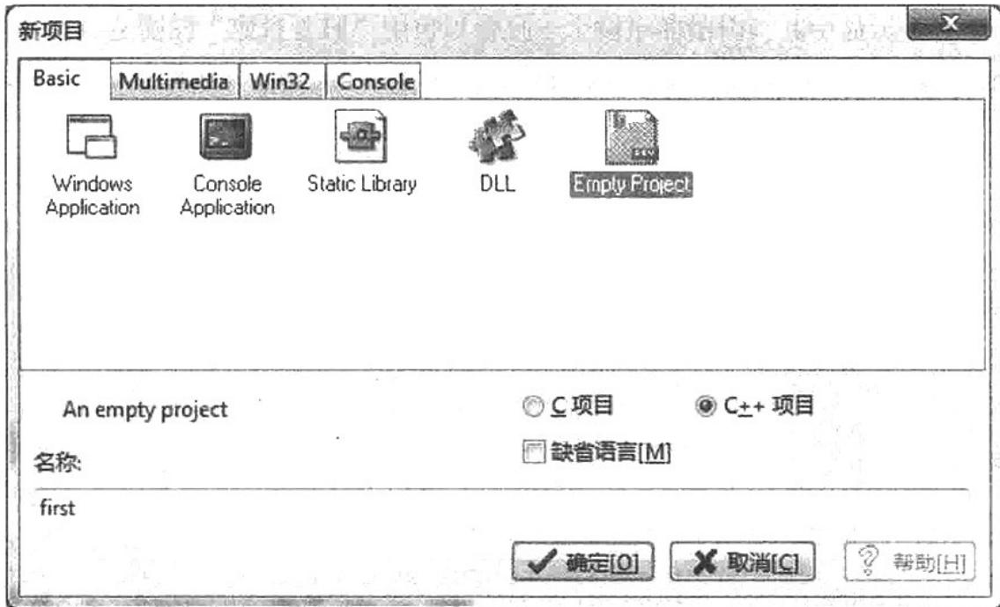 新项目
Basic Multimedia Win32 Console
Windows Application
Console Application
Static Library
DLL
Empty Project
An empty project
C 项目
C++ 项目
缺省语言[M]
名称:
first
确定[O]
取消[C]
帮助[H]